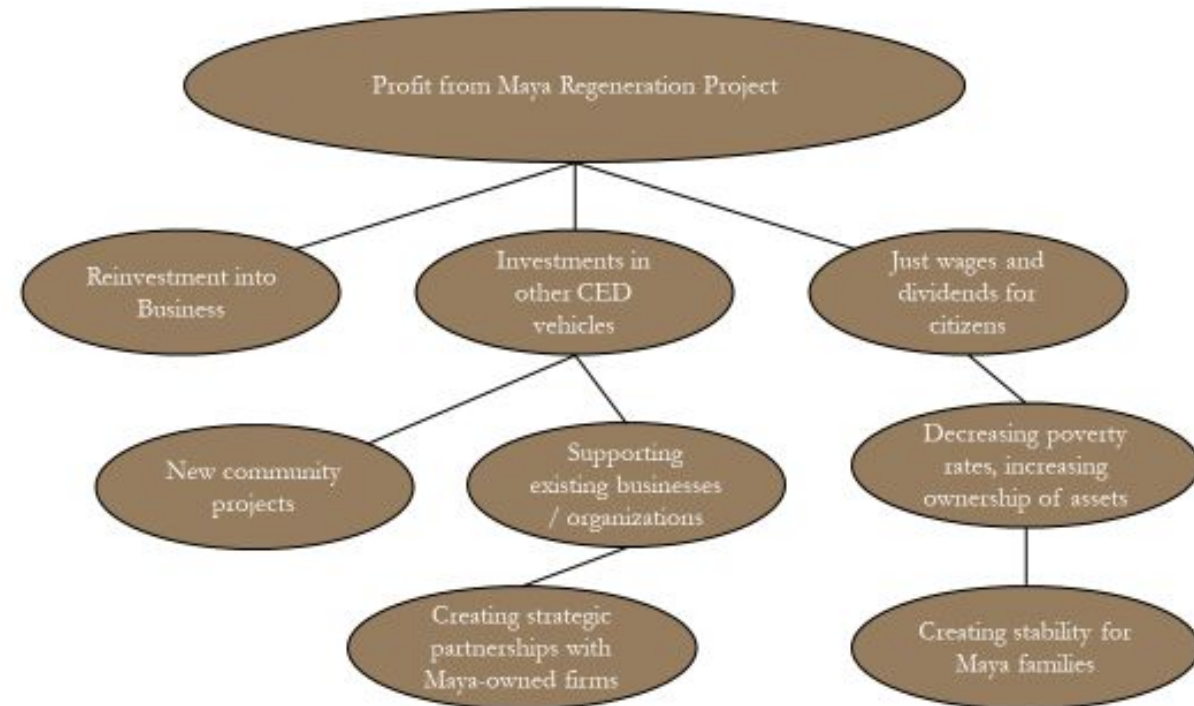 Profit from Maya Regeneration Project
Reinvestment into
Business
Investments in
other CED
vehicles
Just wages and
dividends for
citizens
New community
projects
Supporting
existing businesses
/ organizations
Decreasing poverty
rates, increasing
ownership of assets
Creating strategic
partnerships with
Maya-owned firms
Creating stability for
Maya families